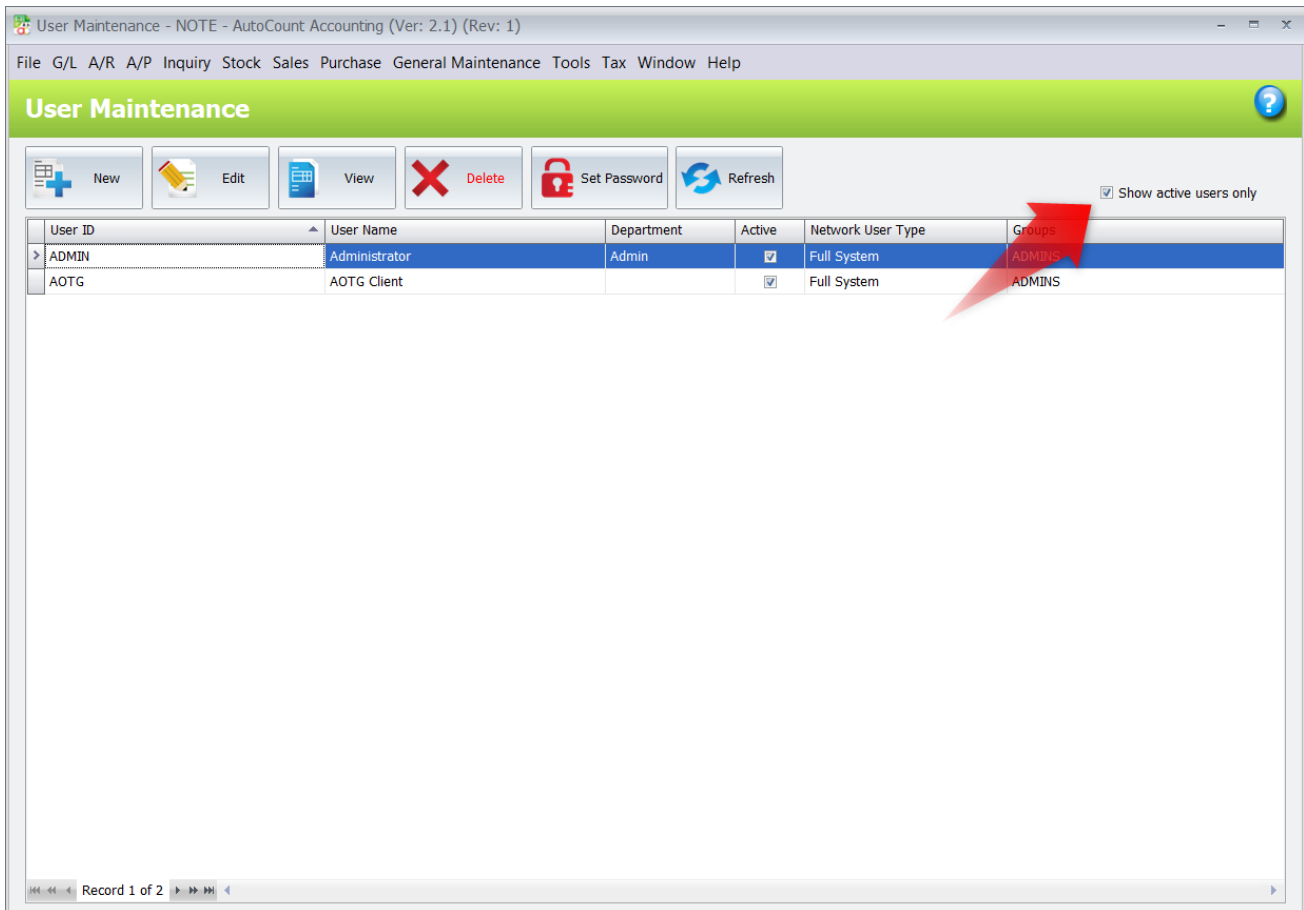 User Maintenance - NOTE - AutoCount Accounting (Ver: 2.1) (Rev: 1)
File G/L A/R A/P Inquiry Stock Sales Purchase General Maintenance Tools Tax Window Help
User Maintenance
New Edit View Delete Set Password Refresh
Show active users only
User ID User Name Department Active Network User Type Groups
ADMIN Administrator Admin Full System ADMINS
AOTG AOTG Client Full System ADMINS
Record 1 of 2